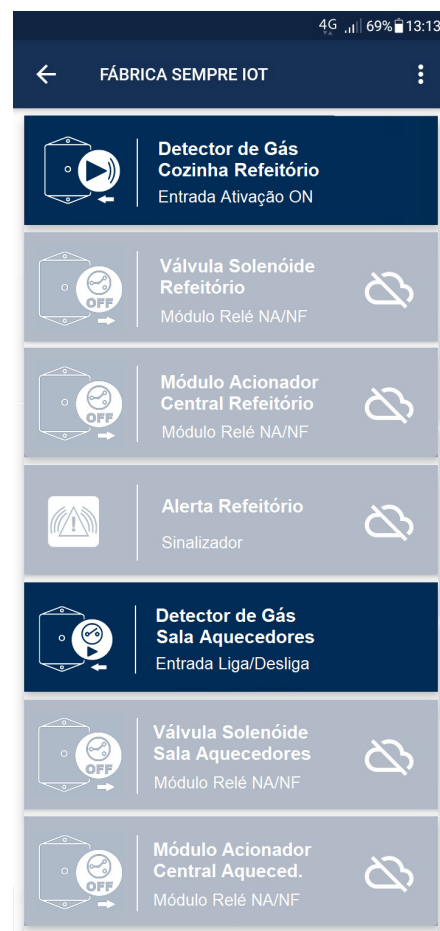 4G 69% 13:13
FÁBRICA SEMPRE IOT
Detector de Gás
Cozinha Refeitório
Entrada Ativação ON
OFF
Válvula Solenóide
Refeitório
Módulo Relé NA/NF
OFF
Módulo Acionador
Central Refeitório
Módulo Relé NA/NF
Alerta Refeitório
Sinalizador
Detector de Gás
Sala Aquecedores
Entrada Liga/Desliga
OFF
Válvula Solenóide
Sala Aquecedores
Módulo Relé NA/NF
OFF
Módulo Acionador
Central Aqueced.
Módulo Relé NA/NF